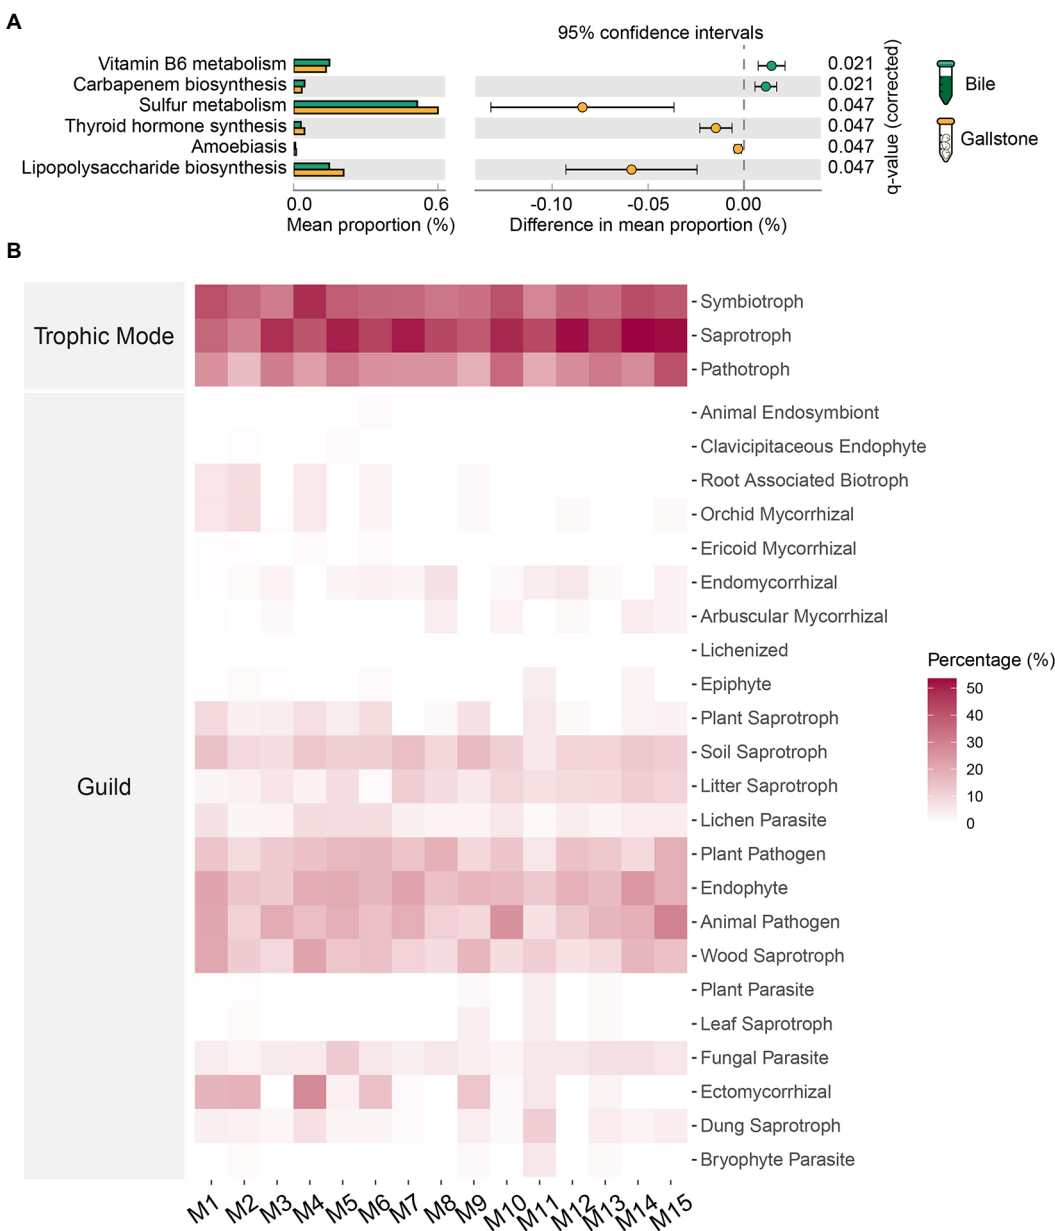 A
95% confidence intervals
Vitamin B6 metabolism
0.021
Carbapenem biosynthesis
0.021
Sulfur metabolism
0.047
Thyroid hormone synthesis
0.047
Amoebiasis
0.047
Lipopolysaccharide biosynthesis
0.047
q-value (corrected)
Bile
Gallstone
0.0 0.6
Mean proportion (%)
-0.10 -0.05 0.00
Difference in mean proportion (%)
B
Trophic Mode
Symbiotroph
Saprotroph
Pathotroph
Guild
Animal Endosymbiont
Clavicipitaceous Endophyte
Root Associated Biotroph
Orchid Mycorrhizal
Ericoid Mycorrhizal
Endomycorrhizal
Arbuscular Mycorrhizal
Lichenized
Epiphyte
Plant Saprotroph
Soil Saprotroph
Litter Saprotroph
Lichen Parasite
Plant Pathogen
Endophyte
Animal Pathogen
Wood Saprotroph
Plant Parasite
Leaf Saprotroph
Fungal Parasite
Ectomycorrhizal
Dung Saprotroph
Bryophyte Parasite
Percentage (%)
50
40
30
20
10
0
M1 M2 M3 M4 M5 M6 M7 M8 M9 M10 M11 M12 M13 M14 M15